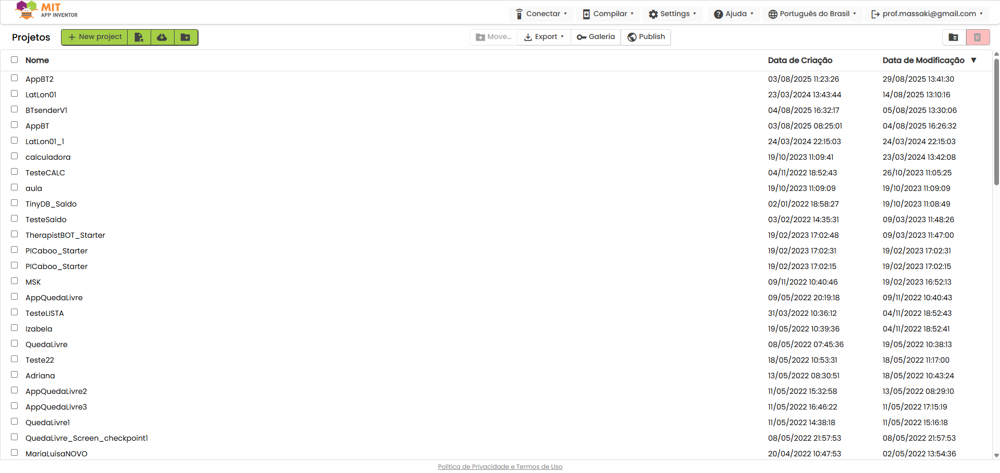 MIT
APP INVENTOR
Conectar
Compilar
Settings
Ajuda
Português do Brasil
prof.massaki@gmail.com
Projetos
New project
Move...
Export
Galeria
Publish
Nome Data de Criação Data de Modificação ▼
AppBT2 03/08/2025 11:23:26 29/08/2025 13:41:30
LatLon01 23/03/2024 13:43:44 14/08/2025 13:10:16
BTsenderV1 04/08/2025 16:32:17 05/08/2025 13:30:06
AppBT 03/08/2025 08:25:01 04/08/2025 16:26:32
LatLon01_1 24/03/2024 22:15:03 24/03/2024 22:15:03
calculadora 19/10/2023 11:09:41 23/03/2024 13:42:08
TesteCALC 04/11/2022 18:52:43 26/10/2023 11:05:25
aula 19/10/2023 11:09:09 19/10/2023 11:09:09
TinyDB_Saldo 02/01/2022 18:58:27 19/10/2023 11:08:49
TesteSaldo 03/02/2022 14:35:31 09/03/2023 11:48:26
TherapistBOT_Starter 19/02/2023 17:02:48 09/03/2023 11:47:00
PICaboo_Starter 19/02/2023 17:02:31 19/02/2023 17:02:31
PICaboo_Starter 19/02/2023 17:02:15 19/02/2023 17:02:15
MSK 09/11/2022 10:40:46 19/02/2023 16:52:13
AppQuedaLivre 09/05/2022 20:19:18 09/11/2022 10:40:43
TesteLISTA 31/03/2022 10:36:12 04/11/2022 18:52:43
Izabela 19/05/2022 10:39:36 04/11/2022 18:52:41
QuedaLivre 08/05/2022 07:45:36 19/05/2022 10:38:13
Teste22 18/05/2022 10:53:31 18/05/2022 11:17:00
Adriana 13/05/2022 08:30:51 18/05/2022 10:43:24
AppQuedaLivre2 11/05/2022 15:32:58 13/05/2022 08:29:10
AppQuedaLivre3 11/05/2022 16:46:22 11/05/2022 17:15:19
QuedaLivre1 11/05/2022 14:38:18 11/05/2022 15:16:18
QuedaLivre_Screen_checkpoint1 08/05/2022 21:57:53 08/05/2022 21:57:53
MariaLuisaNOVO 20/04/2022 10:47:53 02/05/2022 13:54:36
Política de Privacidade e Termos de Uso